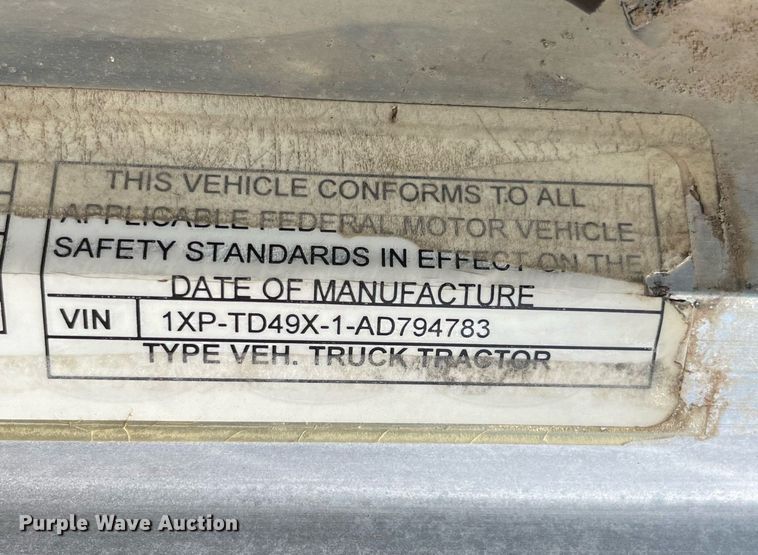 THIS VEHICLE CONFORMS TO ALL
APPLICABLE FEDERAL MOTOR VEHICLE
SAFETY STANDARDS IN EFFECT ON THE
DATE OF MANUFACTURE
VIN 1XP-TD49X-1-AD794783
TYPE VEH. TRUCK TRACTOR
Purple Wave Auction